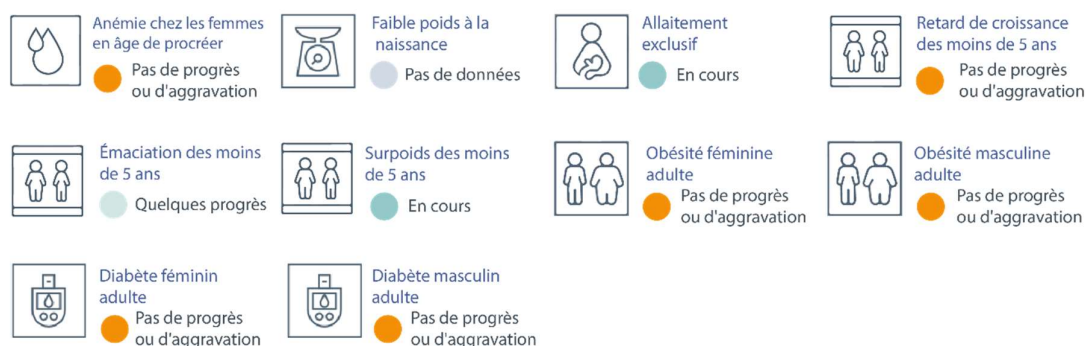 Anémie chez les femmes
en âge de procréer
Pas de progrès
ou d'aggravation
Faible poids à la
naissance
Pas de données
Allaitement
exclusif
En cours
Retard de croissance
des moins de 5 ans
Pas de progrès
ou d'aggravation
Émaciation des moins
de 5 ans
Quelques progrès
Surpoids des moins
de 5 ans
En cours
Obésité féminine
adulte
Pas de progrès
ou d'aggravation
Obésité masculine
adulte
Pas de progrès
ou d'aggravation
Diabète féminin
adulte
Pas de progrès
ou d'aggravation
Diabète masculin
adulte
Pas de progrès
ou d'aggravation